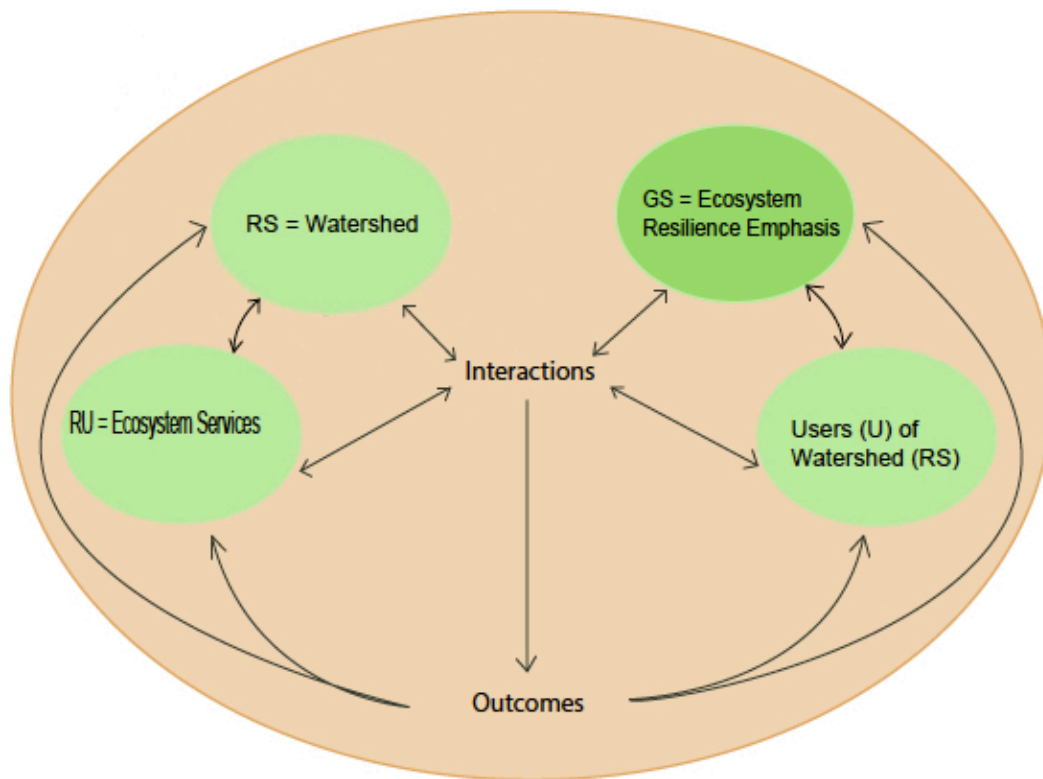 RS = Watershed
GS = Ecosystem
Resilience Emphasis
Interactions
RU = Ecosystem Services
Users (U) of
Watershed (RS)
Outcomes